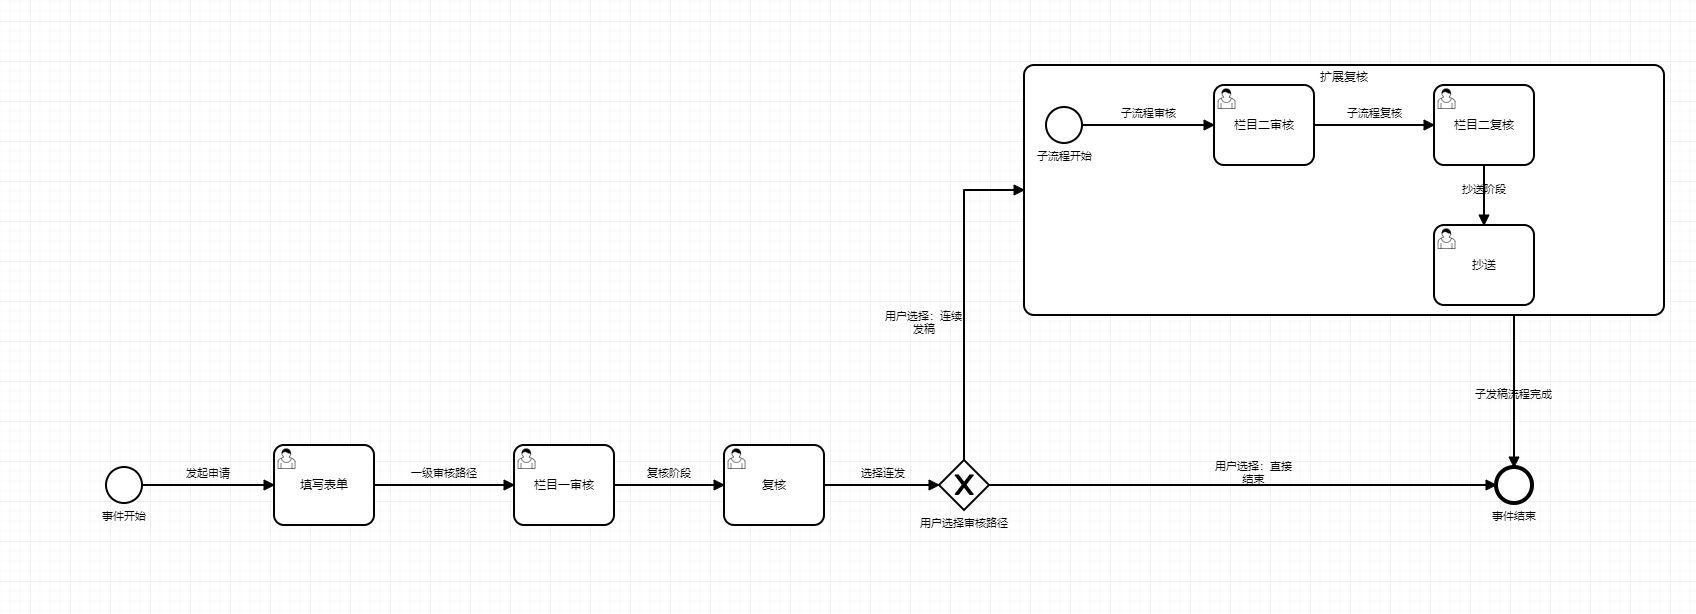 扩展复核
子流程开始
子流程审核
栏目二审核
子流程复核
栏目二复核
抄送阶段
抄送
用户选择：连续
发稿
子发稿流程完成
事件开始
发起申请
填写表单
一级审核路径
栏目一审核
复核阶段
复核
选择连发
用户选择审核路径
用户选择：直接
结束
事件结束